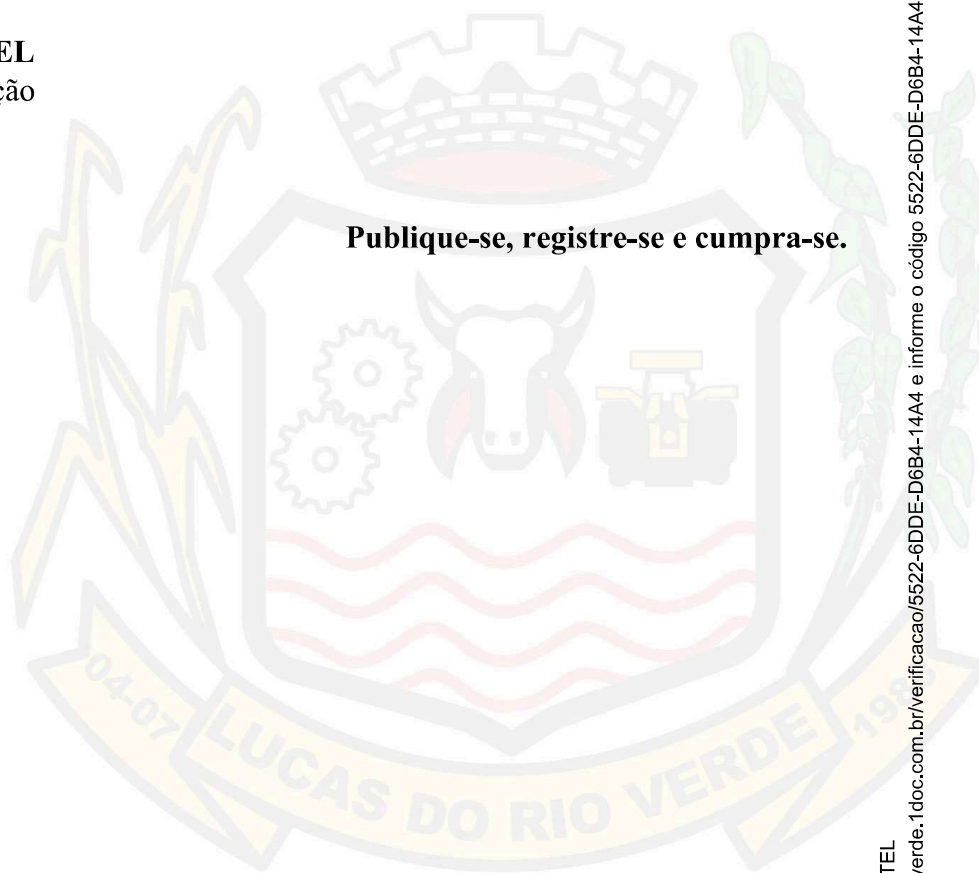 EL
ção
Publique-se, registre-se e cumpra-se.
04-07
LUCAS DO RIO VERDE
TEL
verde.1doc.com.br/verificacao/5522-6DDE-D6B4-14A4 e informe o código 5522-6DDE-D6B4-14A4